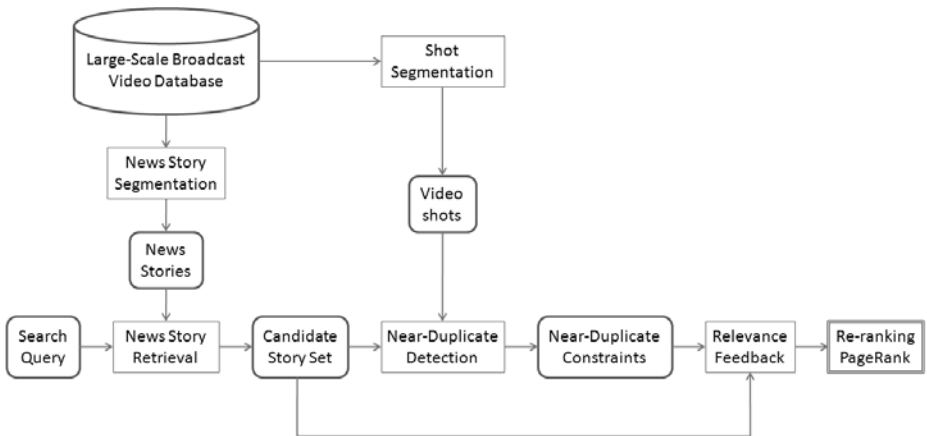 Large-Scale Broadcast
Video Database
Shot
Segmentation
News Story
Segmentation
Video
shots
News
Stories
Search
Query
News Story
Retrieval
Candidate
Story Set
Near-Duplicate
Detection
Near-Duplicate
Constraints
Relevance
Feedback
Re-ranking
PageRank